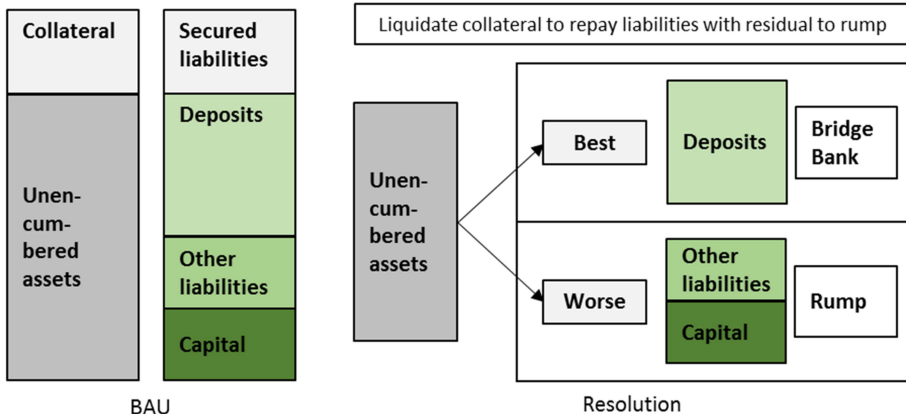 Collateral
Secured
liabilities
Deposits
Unen-
cum-
bered
assets
Other
liabilities
Capital
BAU
Liquidate collateral to repay liabilities with residual to rump
Unen-
cum-
bered
assets
Best
Deposits
Bridge
Bank
Worse
Other
liabilities
Capital
Rump
Resolution